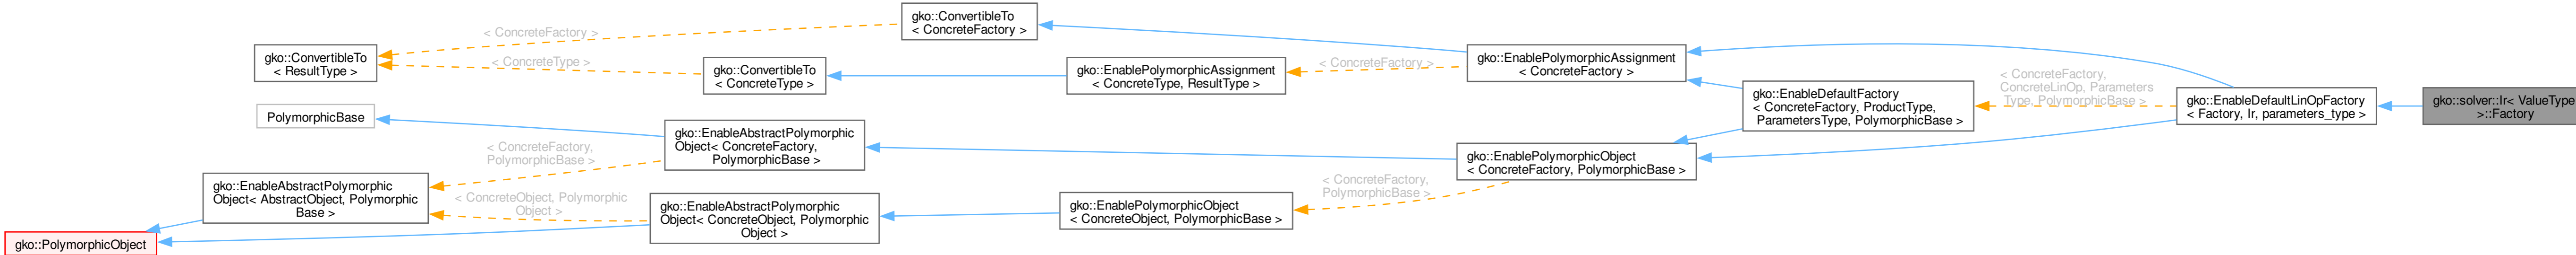 gko::ConvertibleTo
< ConcreteFactory >
< ConcreteFactory >
gko::ConvertibleTo
< ResultType >
< ConcreteType >
gko::ConvertibleTo
< ConcreteType >
gko::EnablePolymorphicAssignment
< ConcreteType, ResultType >
< ConcreteFactory >
gko::EnablePolymorphicAssignment
< ConcreteFactory >
gko::EnableDefaultFactory
< ConcreteFactory, ProductType,
ParametersType, PolymorphicBase >
< ConcreteFactory,
ConcreteLinOp, Parameters
Type, PolymorphicBase >
gko::EnableDefaultLinOpFactory
< Factory, Ir, parameters_type >
gko::solver::Ir< ValueType
>::Factory
PolymorphicBase
gko::EnableAbstractPolymorphic
Object< ConcreteFactory,
PolymorphicBase >
< ConcreteFactory,
PolymorphicBase >
gko::EnablePolymorphicObject
< ConcreteFactory, PolymorphicBase >
gko::EnableAbstractPolymorphic
Object< AbstractObject, Polymorphic
Base >
< ConcreteObject, Polymorphic
Object >
gko::EnableAbstractPolymorphic
Object< ConcreteObject, Polymorphic
Object >
gko::EnablePolymorphicObject
< ConcreteObject, PolymorphicBase >
< ConcreteFactory,
PolymorphicBase >
gko::PolymorphicObject